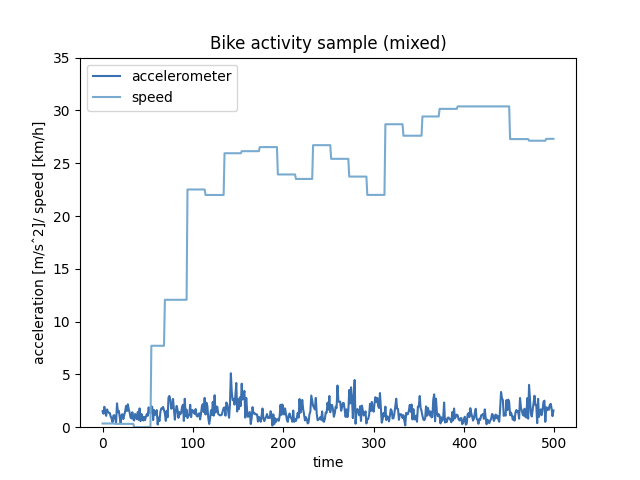 Bike activity sample (mixed)
accelerometer
speed
acceleration [m/s^2]/ speed [km/h]
35
30
25
20
15
10
5
0
0 100 200 300 400 500
time